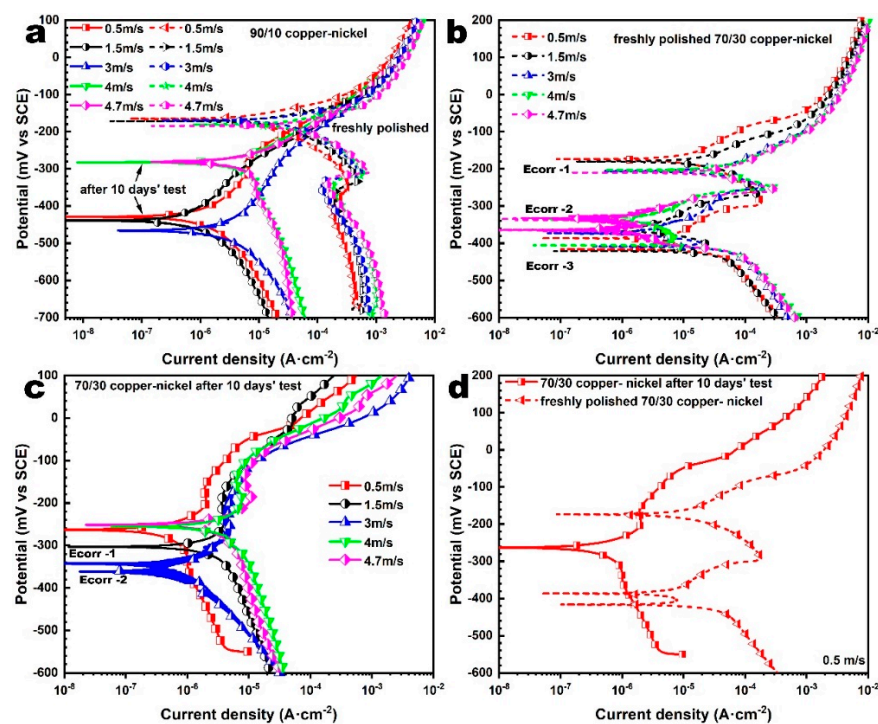 a
90/10 copper-nickel
0.5m/s 0.5m/s
1.5m/s 1.5m/s
3m/s 3m/s
4m/s 4m/s
4.7m/s 4.7m/s
freshly polished
after 10 days' test
Potential (mV vs SCE)
200
100
0
-100
-200
-300
-400
-500
-600
-700
10-8 10-7 10-6 10-5 10-4 10-3 10-2
Current density (A·cm-2)
b
freshly polished 70/30 copper-nickel
0.5m/s
1.5m/s
3m/s
4m/s
4.7m/s
Ecorr -1
Ecorr -2
Ecorr -3
Potential (mV vs SCE)
200
100
0
-100
-200
-300
-400
-500
-600
10-8 10-7 10-6 10-5 10-4 10-3 10-2
Current density (A·cm-2)
c
70/30 copper-nickel after 10 days' test
0.5m/s
1.5m/s
3m/s
4m/s
4.7m/s
Ecorr -1
Ecorr -2
Potential (mV vs SCE)
100
0
-100
-200
-300
-400
-500
-600
10-8 10-7 10-6 10-5 10-4 10-3 10-2
Current density (A·cm-2)
d
70/30 copper- nickel after 10 days' test
freshly polished 70/30 copper- nickel
0.5 m/s
Potential (mV vs SCE)
200
100
0
-100
-200
-300
-400
-500
-600
10-8 10-7 10-6 10-5 10-4 10-3 10-2
Current density (A·cm-2)